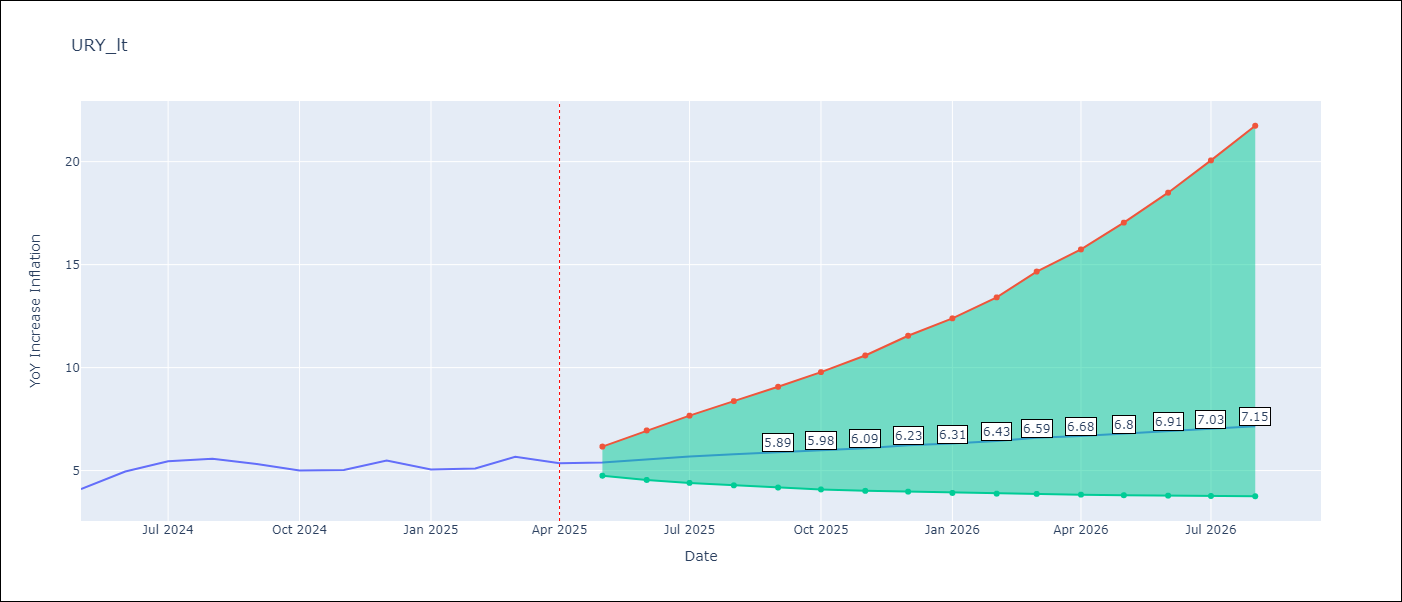 URY_lt
YoY Increase Inflation
20
15
10
5
5.89
5.98
6.09
6.23
6.31
6.43
6.59
6.68
6.8
6.91
7.03
7.15
Jul 2024
Oct 2024
Jan 2025
Apr 2025
Jul 2025
Oct 2025
Jan 2026
Apr 2026
Jul 2026
Date